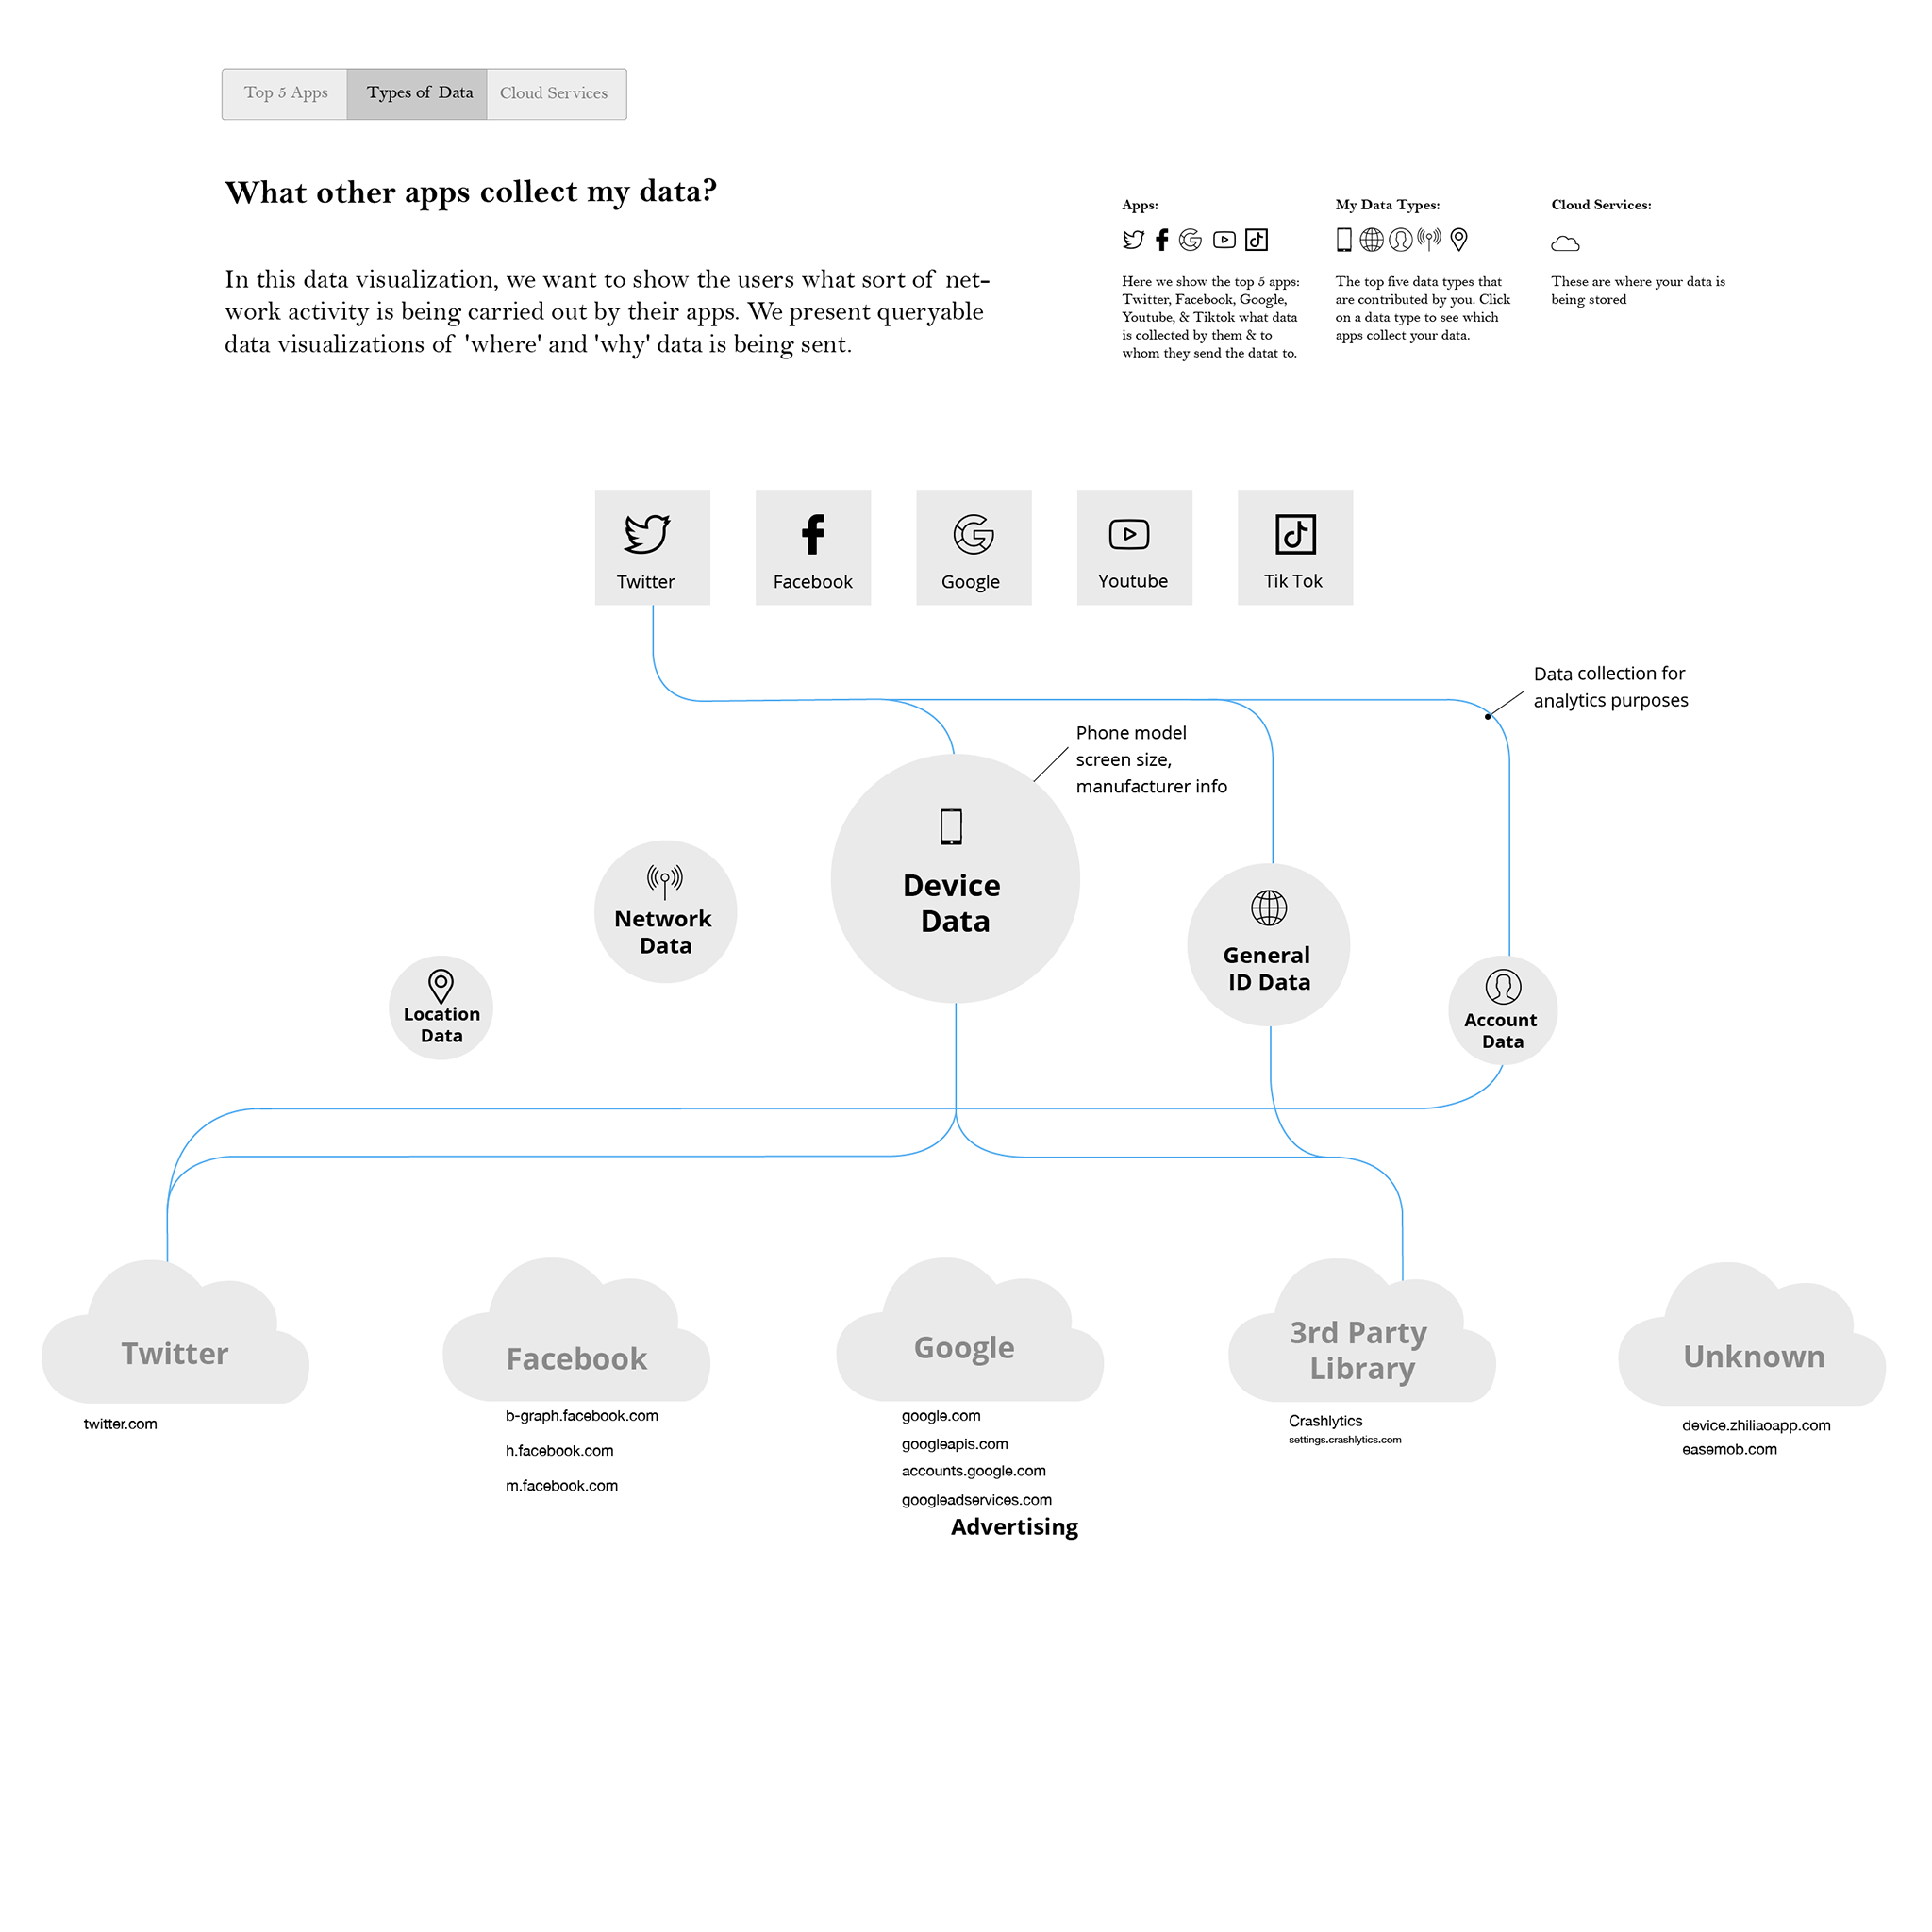 Top 5 Apps
Types of Data
Cloud Services
What other apps collect my data?
In this data visualization, we want to show the users what sort of net-
work activity is being carried out by their apps. We present queryable
data visualizations of 'where' and 'why' data is being sent.
Apps:
Here we show the top 5 apps:
Twitter, Facebook, Google,
Youtube, & Tiktok what data
is collected by them & to
whom they send the datat to.
My Data Types:
The top five data types that
are contributed by you. Click
on a data type to see which
apps collect your data.
Cloud Services:
These are where your data is
being stored
Twitter
Facebook
Google
Youtube
Tik Tok
Data collection for
analytics purposes
Phone model
screen size,
manufacturer info
Device
Data
Network
Data
General
ID Data
Location
Data
Account
Data
Twitter
twitter.com
Facebook
b-graph.facebook.com
h.facebook.com
m.facebook.com
Google
google.com
googleapis.com
accounts.google.com
googleadservices.com
Advertising
3rd Party
Library
Crashlytics
settings.crashlytics.com
Unknown
device.zhiliaoapp.com
easemob.com